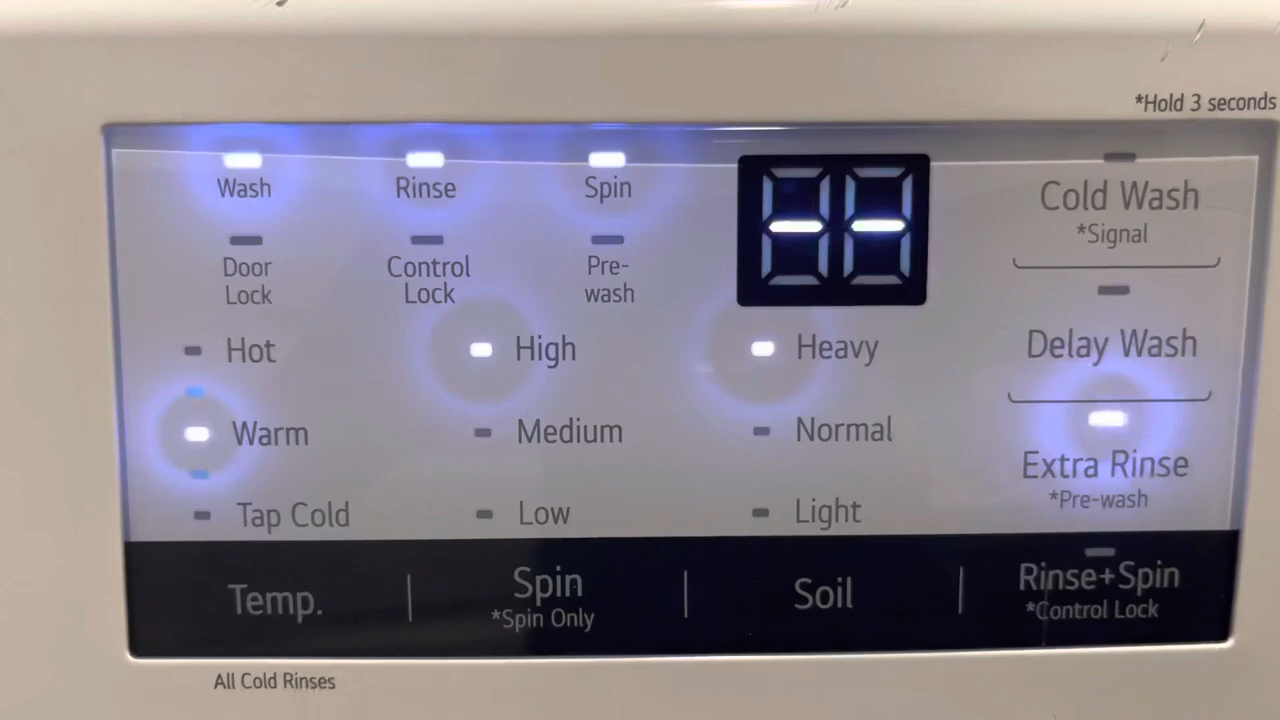 *Hold 3 seconds
Wash
Rinse
Spin
Cold Wash
*Signal
Door
Lock
Control
Lock
Pre-
wash
--
Delay Wash
Hot
High
Heavy
Warm
Medium
Normal
Extra Rinse
*Pre-wash
Tap Cold
Low
Light
Temp.
Spin
*Spin Only
Soil
Rinse+Spin
*Control Lock
All Cold Rinses